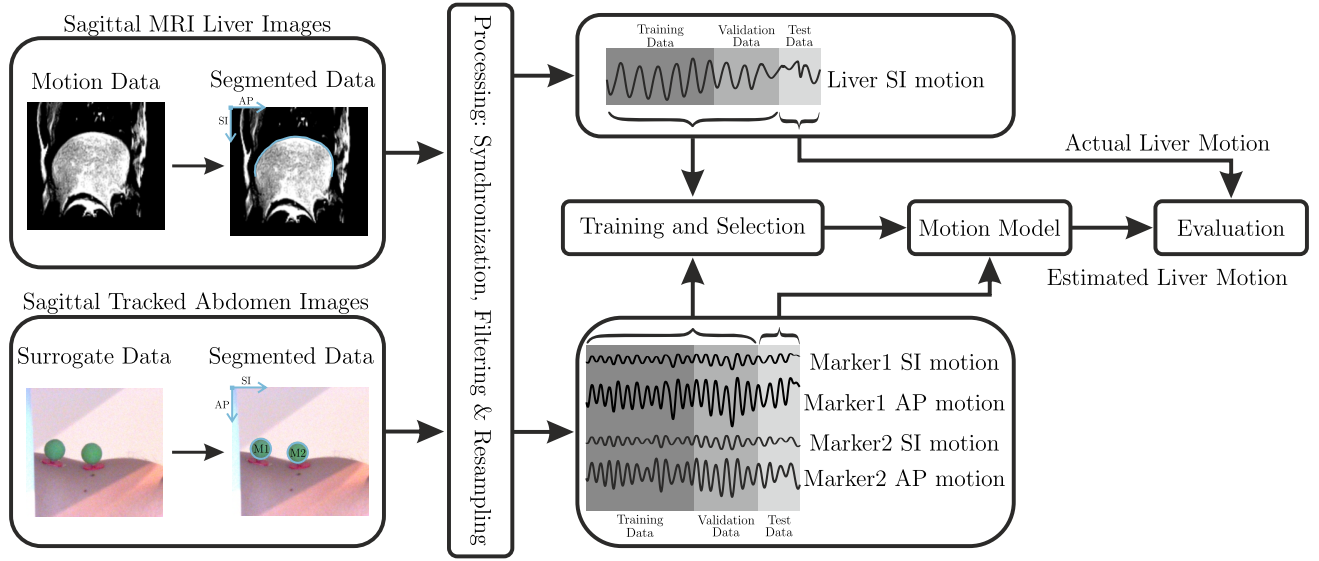 Sagittal MRI Liver Images
Motion Data
Segmented Data
AP
SI
Sagittal Tracked Abdomen Images
Surrogate Data
Segmented Data
SI
AP
M1
M2
Processing: Synchronization, Filtering & Resampling
Training
Data
Validation
Data
Test
Data
Liver SI motion
Actual Liver Motion
Training and Selection
Motion Model
Evaluation
Estimated Liver Motion
Marker1 SI motion
Marker1 AP motion
Marker2 SI motion
Marker2 AP motion
Training
Data
Validation
Data
Test
Data